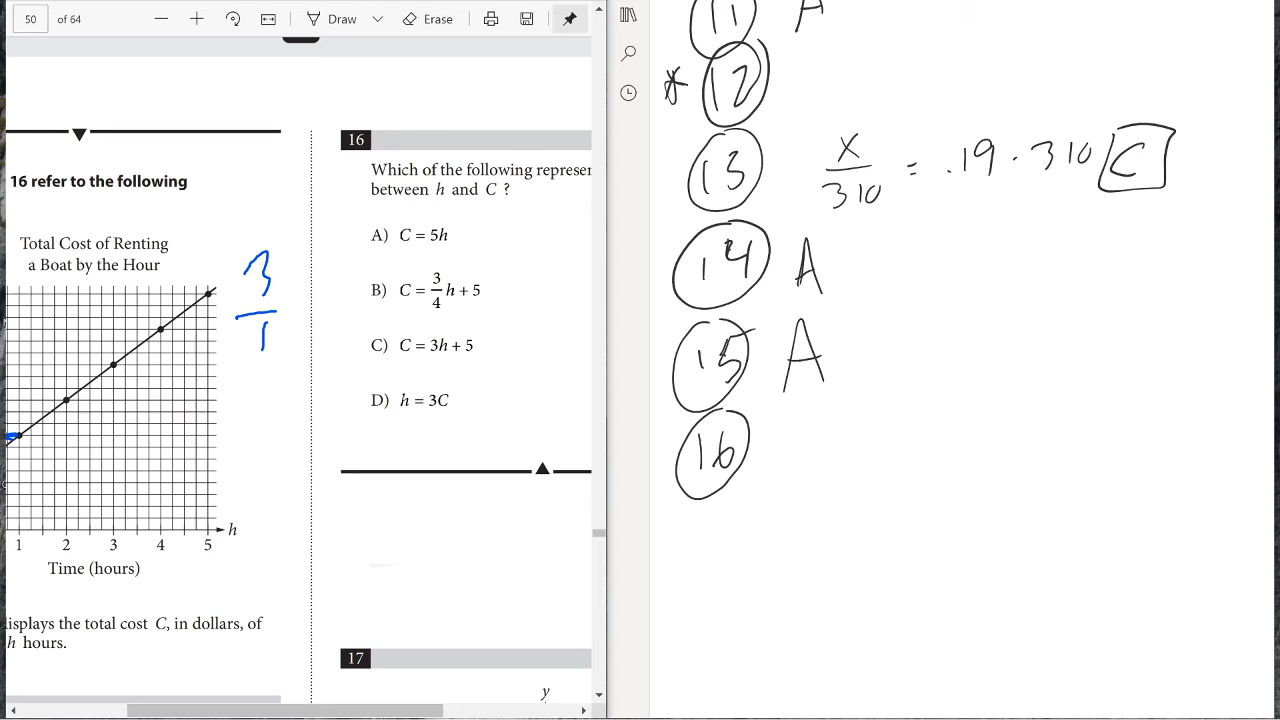 50 of 64
Draw
Erase
16 refer to the following
Total Cost of Renting
a Boat by the Hour
3
1
h
1 2 3 4 5
Time (hours)
isplays the total cost C, in dollars, of
h hours.
16
Which of the following represe
between h and C ?
A) C = 5h
B) C = 3/4 h + 5
C) C = 3h + 5
D) h = 3C
17
y
11 A
* 12
13 x/310 = .19 · 310 C
14 A
15 A
16